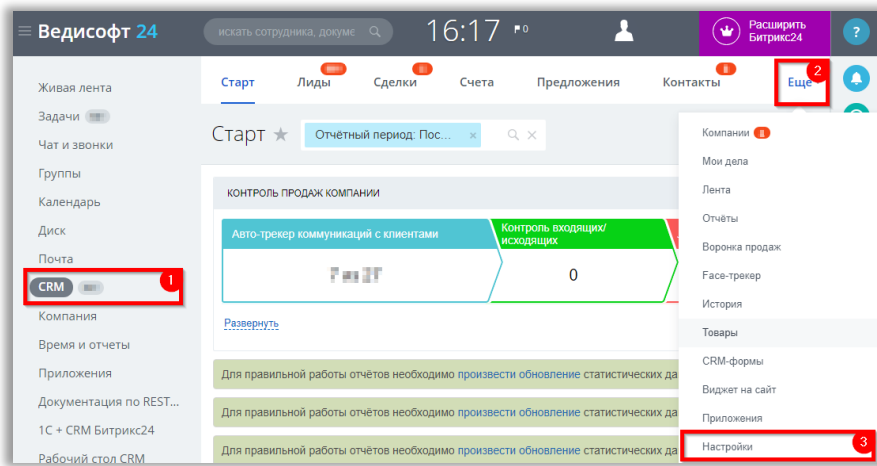 Ведисофт 24
искать сотрудника, докуме
16:17
0
Расширить
Битрикс24
?
Живая лента
Задачи
Чат и звонки
Группы
Календарь
Диск
Почта
1
CRM
Компания
Время и отчеты
Приложения
Документация по REST...
1С + CRM Битрикс24
Рабочий стол CRM
Старт
Лиды
Сделки
Счета
Предложения
Контакты
2
Еще
Старт
Отчётный период: Пос... ×
КОНТРОЛЬ ПРОДАЖ КОМПАНИИ
Авто-трекер коммуникаций с клиентами
Контроль входящих/
исходящих
0
Развернуть
Для правильной работы отчётов необходимо произвести обновление статистических да
Для правильной работы отчётов необходимо произвести обновление статистических да
Для правильной работы отчётов необходимо произвести обновление статистических да
Компании
Мои дела
Лента
Отчёты
Воронка продаж
Face-трекер
История
Товары
CRM-формы
Виджет на сайт
Приложения
3
Настройки